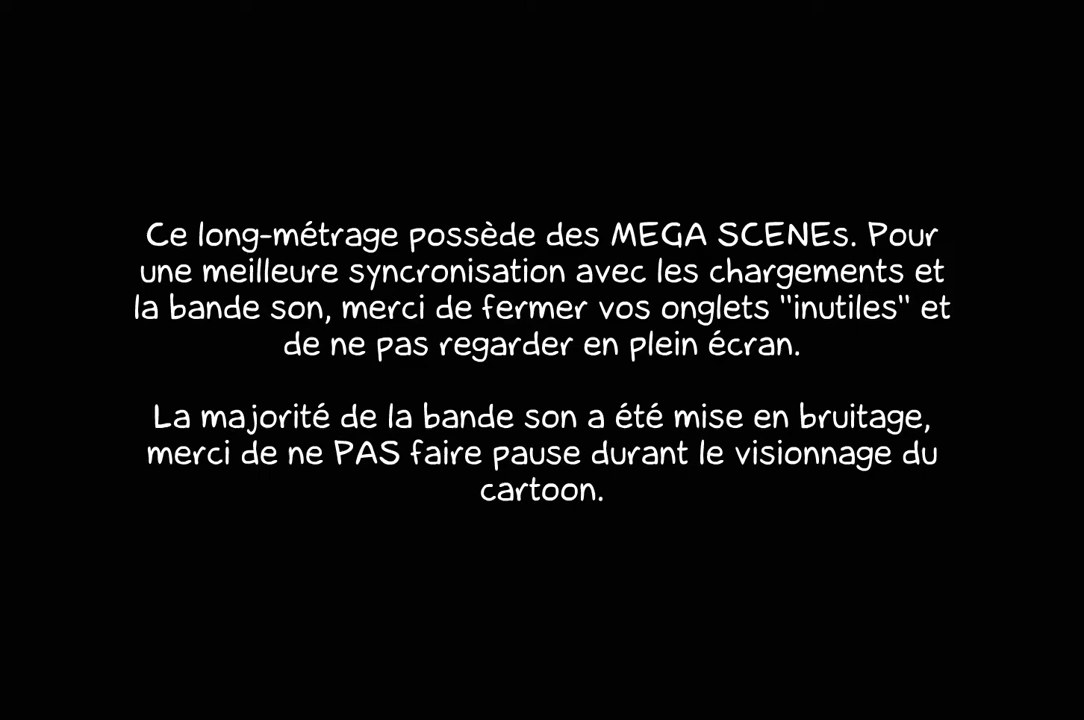 Ce long-métrage possède des MEGA SCENEs. Pour
une meilleure syncronisation avec les chargements et
la bande son, merci de fermer vos onglets "inutiles" et
de ne pas regarder en plein écran.
La majorité de la bande son a été mise en bruitage,
merci de ne PAS faire pause durant le visionnage du
cartoon.